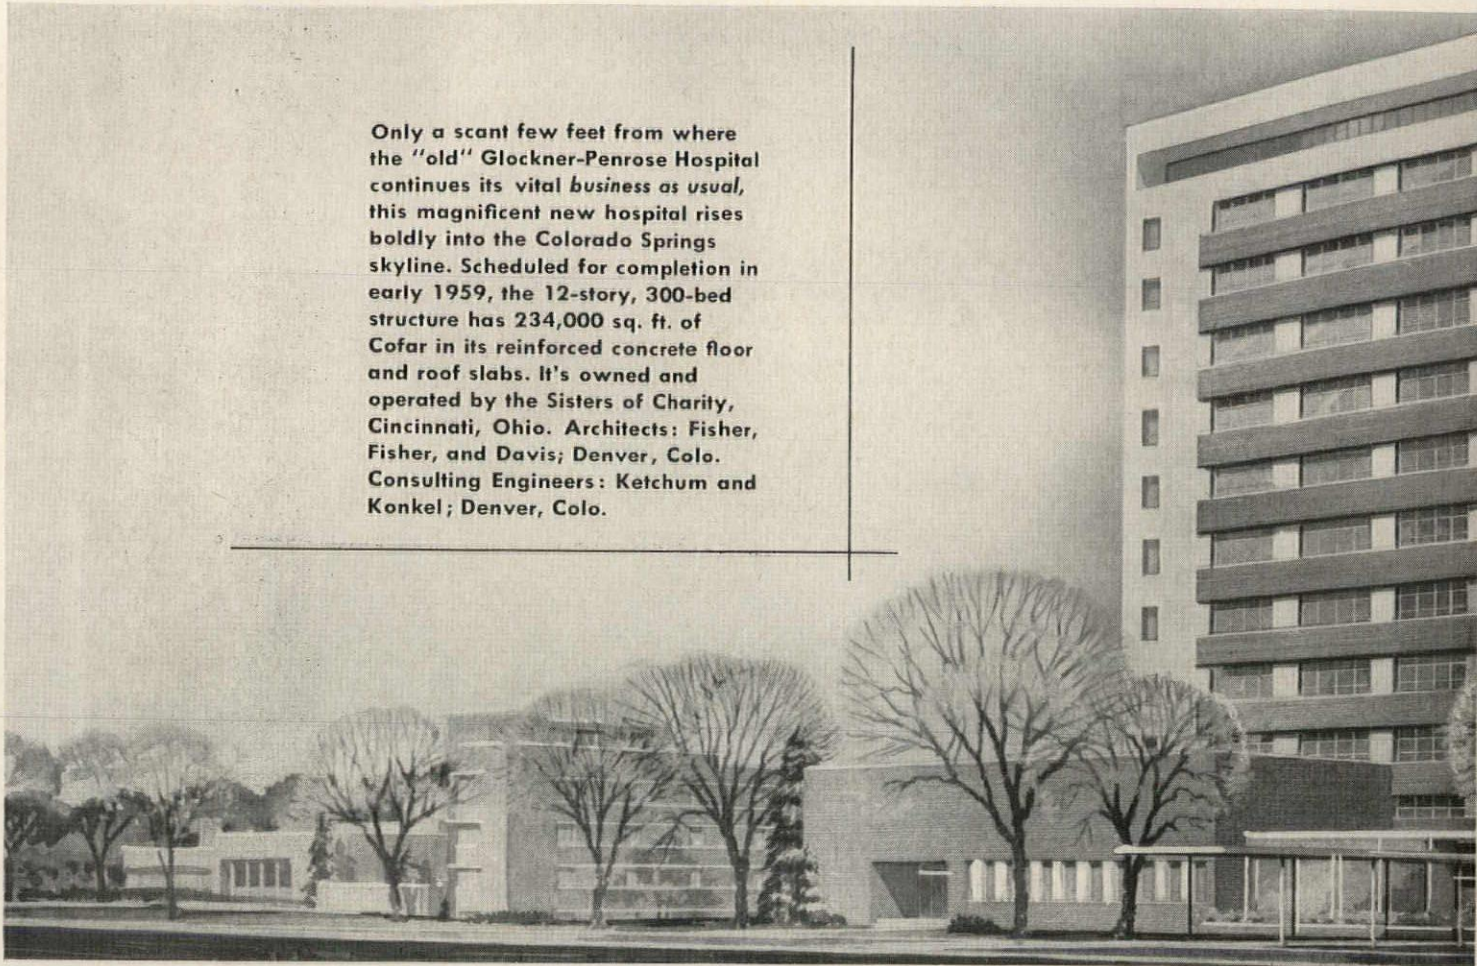 Only a scant few feet from where
the "old" Glockner-Penrose Hospital
continues its vital business as usual,
this magnificent new hospital rises
boldly into the Colorado Springs
skyline. Scheduled for completion in
early 1959, the 12-story, 300-bed
structure has 234,000 sq. ft. of
Cofar in its reinforced concrete floor
and roof slabs. It's owned and
operated by the Sisters of Charity,
Cincinnati, Ohio. Architects: Fisher,
Fisher, and Davis; Denver, Colo.
Consulting Engineers: Ketchum and
Konkel; Denver, Colo.